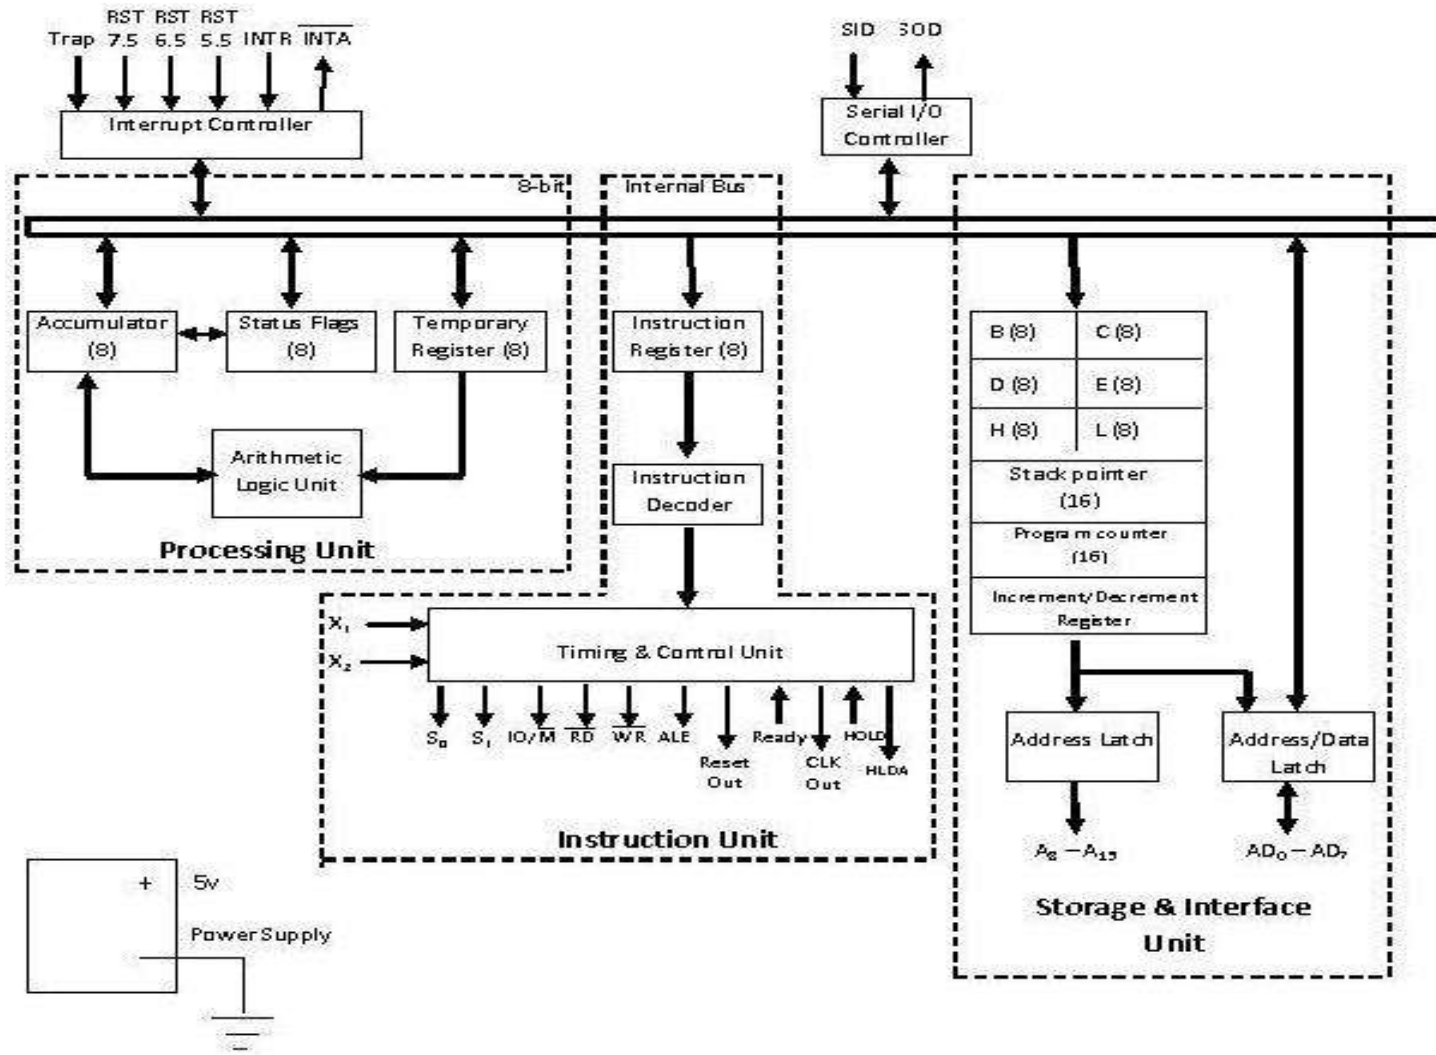 RST RST RST
Trap 7.5 6.5 5.5 INTR INTA
SID SOD
Interrupt Controller
Serial I/O
Controller
8-bit
Internal Bus
Accumulator
(8)
Status Flags
(8)
Temporary
Register (8)
Instruction
Register (8)
B (8) C (8)
D (8) E (8)
H (8) L (8)
Arithmetic
Logic Unit
Instruction
Decoder
Stack pointer
(16)
Processing Unit
Program counter
(16)
Increment/Decrement
Register
X₁
X₂
Timing & Control Unit
S₀ S₁ IO/M RD WR ALE Ready HOLD
Reset
Out
CLK
Out
HLDA
Address Latch
Address/Data
Latch
Instruction Unit
A₈ – A₁₅
AD₀ – AD₇
+ 5v
Power Supply
Storage & Interface
Unit